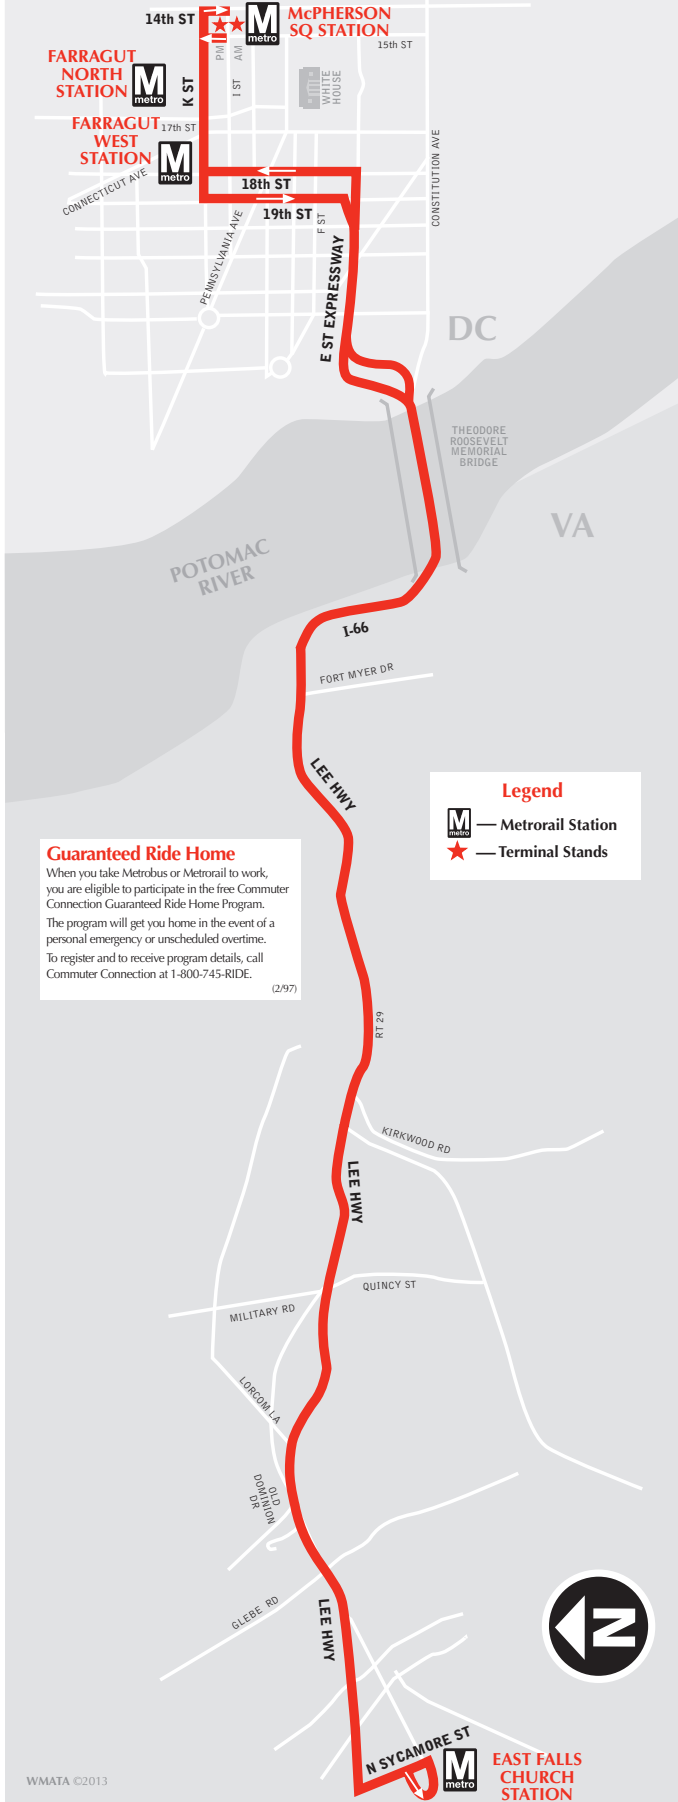 14th ST
M
metro
McPHERSON
SQ STATION
PM
AM
15th ST
FARRAGUT
NORTH
STATION
M
metro
K ST
I ST
WHITE
HOUSE
FARRAGUT
WEST
STATION
17th ST
M
metro
CONNECTICUT AVE
18th ST
19th ST
PENNSYLVANIA AVE
F ST
CONSTITUTION AVE
E ST EXPRESSWAY
DC
THEODORE
ROOSEVELT
MEMORIAL
BRIDGE
VA
POTOMAC
RIVER
I-66
FORT MYER DR
LEE HWY
Legend
M
metro
— Metrorail Station
— Terminal Stands
Guaranteed Ride Home
When you take Metrobus or Metrorail to work,
you are eligible to participate in the free Commuter
Connection Guaranteed Ride Home Program.
The program will get you home in the event of a
personal emergency or unscheduled overtime.
To register and to receive program details, call
Commuter Connection at 1-800-745-RIDE.
(2/97)
RT 29
KIRKWOOD RD
LEE HWY
QUINCY ST
MILITARY RD
LORCOM LA
OLD
DOMINION
DR
GLEBE RD
LEE HWY
N
N SYCAMORE ST
M
metro
EAST FALLS
CHURCH
STATION
WMATA ©2013